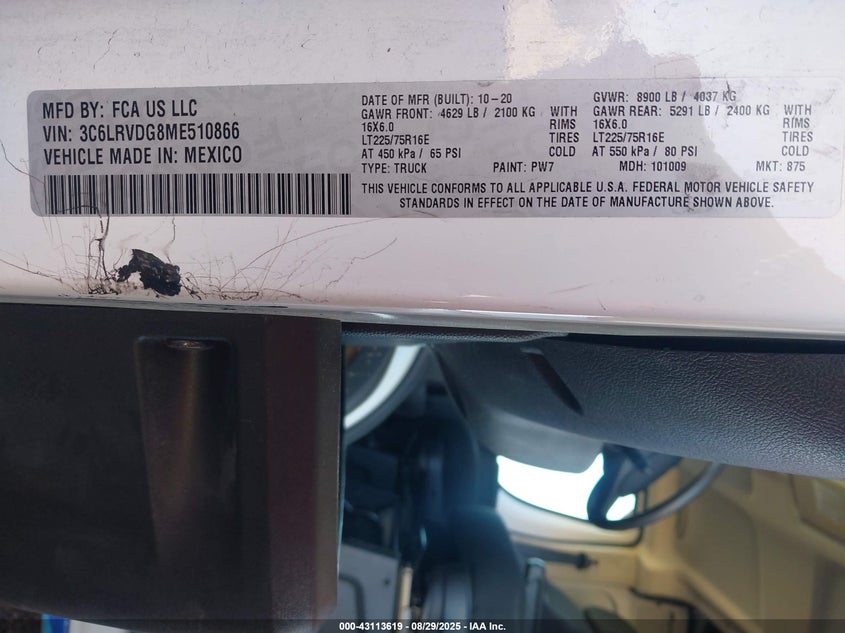 MFD BY: FCA US LLC
VIN: 3C6LRVDG8ME510866
VEHICLE MADE IN: MEXICO
DATE OF MFR (BUILT): 10-20
GAWR FRONT: 4629 LB / 2100 KG WITH
16X6.0 RIMS
LT225/75R16E TIRES
AT 450 kPa / 65 PSI COLD
TYPE: TRUCK PAINT: PW7
GVWR: 8900 LB / 4037 KG
GAWR REAR: 5291 LB / 2400 KG WITH
16X6.0 RIMS
LT225/75R16E TIRES
AT 550 kPa / 80 PSI COLD
MDH: 101009 MKT: 875
THIS VEHICLE CONFORMS TO ALL APPLICABLE U.S.A. FEDERAL MOTOR VEHICLE SAFETY
STANDARDS IN EFFECT ON THE DATE OF MANUFACTURE SHOWN ABOVE.
000-43113619 - 08/29/2025 - IAA Inc.